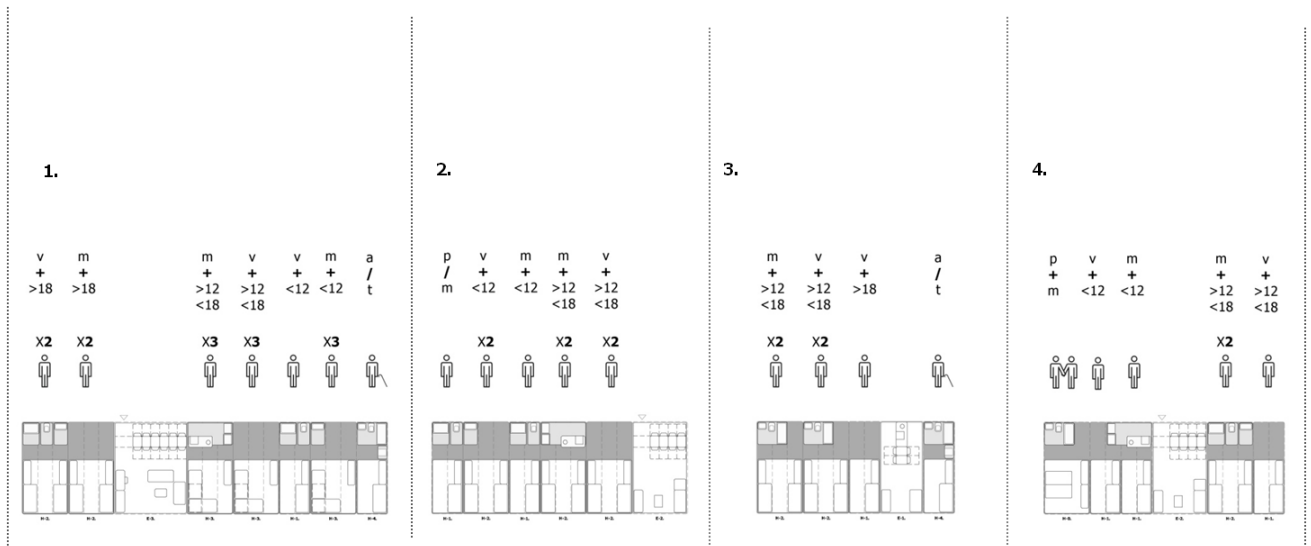 1.
2.
3.
4.
v m m v v m a
+ + + + + + /
>18 >18 >12 >12 <12 <12 t
<18 <18
X2 X2 X3 X3 X3
p v m m v
/ + + + +
m <12 <12 >12 >12
<18 <18
X2 X2 X2
m v v a
+ + + /
>12 >12 >18 t
<18 <18
X2 X2
p v m m v
+ + + + +
m <12 <12 >12 >12
<18 <18
X2